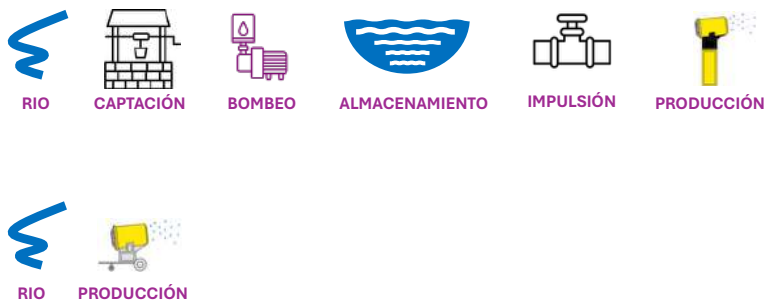 RIO CAPTACIÓN BOMBEO ALMACENAMIENTO IMPULSIÓN PRODUCCIÓN
RIO PRODUCCIÓN